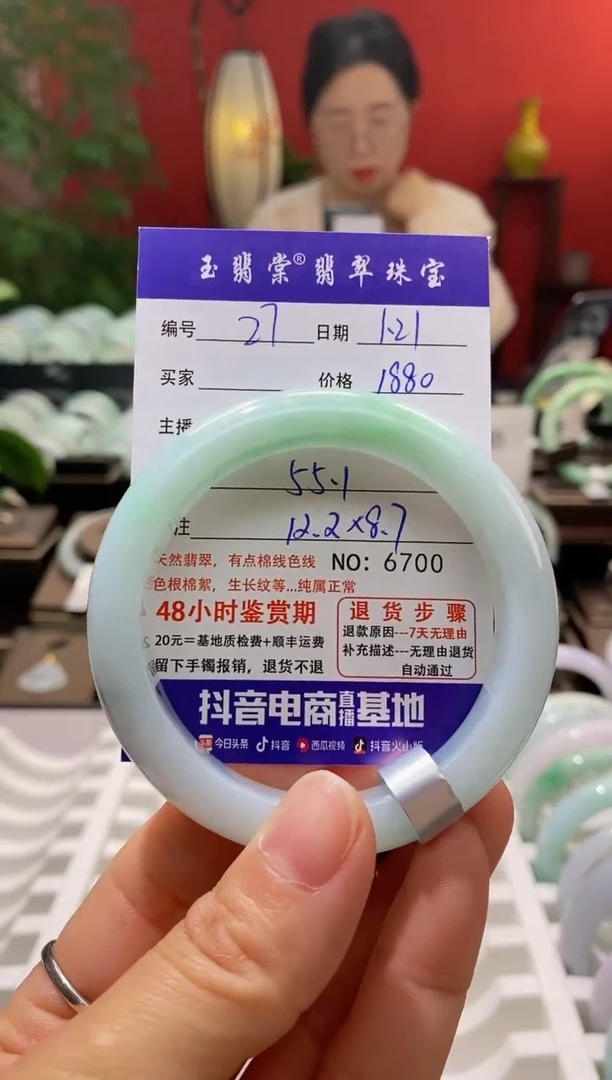 玉翡棠®翡翠珠宝
编号 27 日期 1.21
买家 价格 1880
主播
55.1
注 12.2×8.7
天然翡翠，有点棉线色线 NO: 6700
色根棉絮，生长纹等...纯属正常
48小时鉴赏期
退货步骤
20元=基地质检费+顺丰运费
退款原因---7天无理由
留下手镯报销，退货不退
补充描述---无理由退货
自动通过
抖音电商直播基地
头条 今日头条 抖音 西瓜视频 抖音火山版